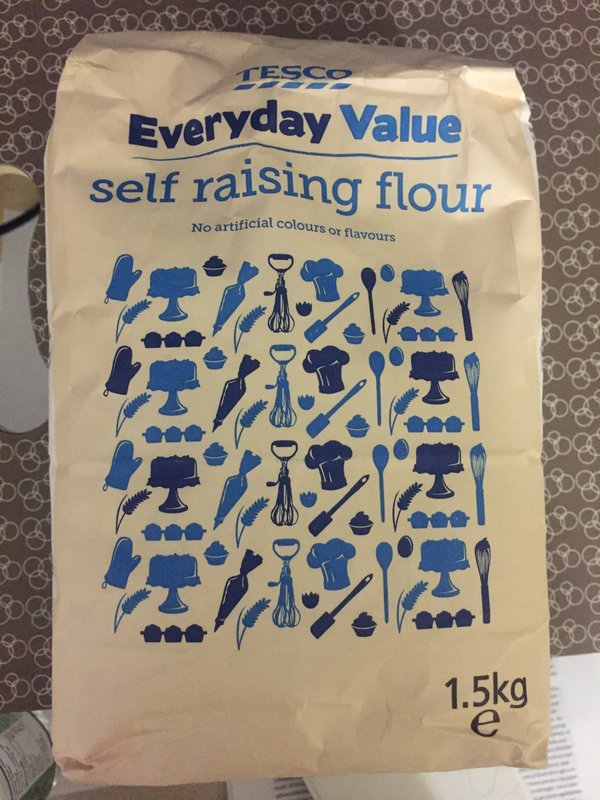 TESCO
Everyday Value
self raising flour
No artificial colours or flavours
1.5kg
e